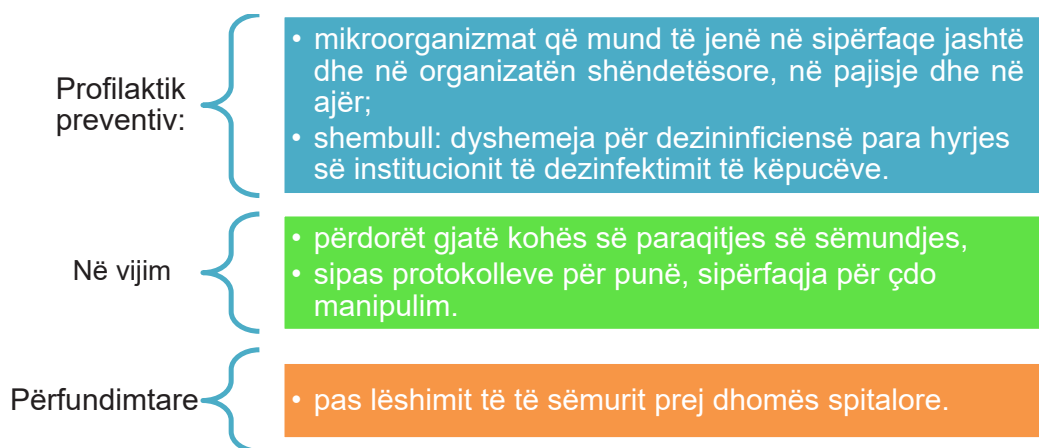 Profilaktik
preventiv:
• mikroorganizmat që mund të jenë në sipërfaqe jashtë
dhe në organizatën shëndetësore, në pajisje dhe në
ajër;
• shembull: dyshemeja për dezininficiensë para hyrjes
së institucionit të dezinfektimit të këpucëve.
Në vijim
• përdorët gjatë kohës së paraqitjes së sëmundjes,
• sipas protokolleve për punë, sipërfaqja për çdo
manipulim.
Përfundimtare
• pas lëshimit të të sëmurit prej dhomës spitalore.